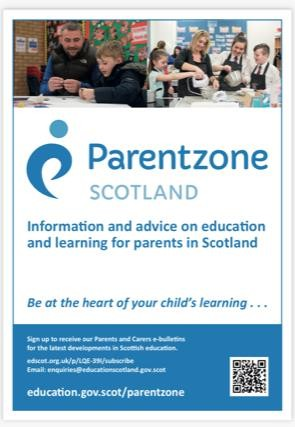 Parentzone
SCOTLAND
Information and advice on education
and learning for parents in Scotland
Be at the heart of your child's learning . . .
Sign up to receive our Parents and Carers e-bulletins
for the latest developments in Scottish education.
edscot.org.uk/p/LQE-39I/subscribe
Email: enquiries@educationscotland.gov.scot
education.gov.scot/parentzone